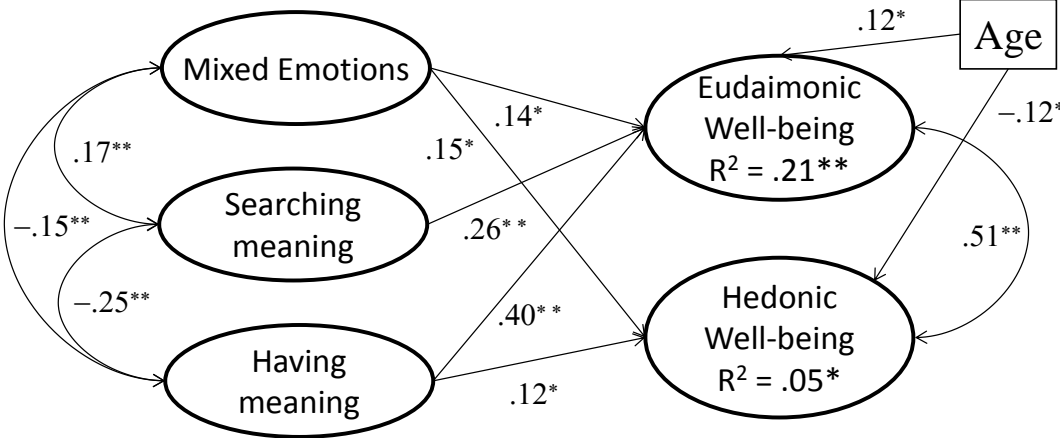 .12*
Age
Mixed Emotions
Eudaimonic
Well-being
R² = .21**
.14*
−.12*
.15*
.17**
Searching
meaning
−.15**
.26**
.51**
−.25**
Hedonic
Well-being
R² = .05*
.40**
Having
meaning
.12*